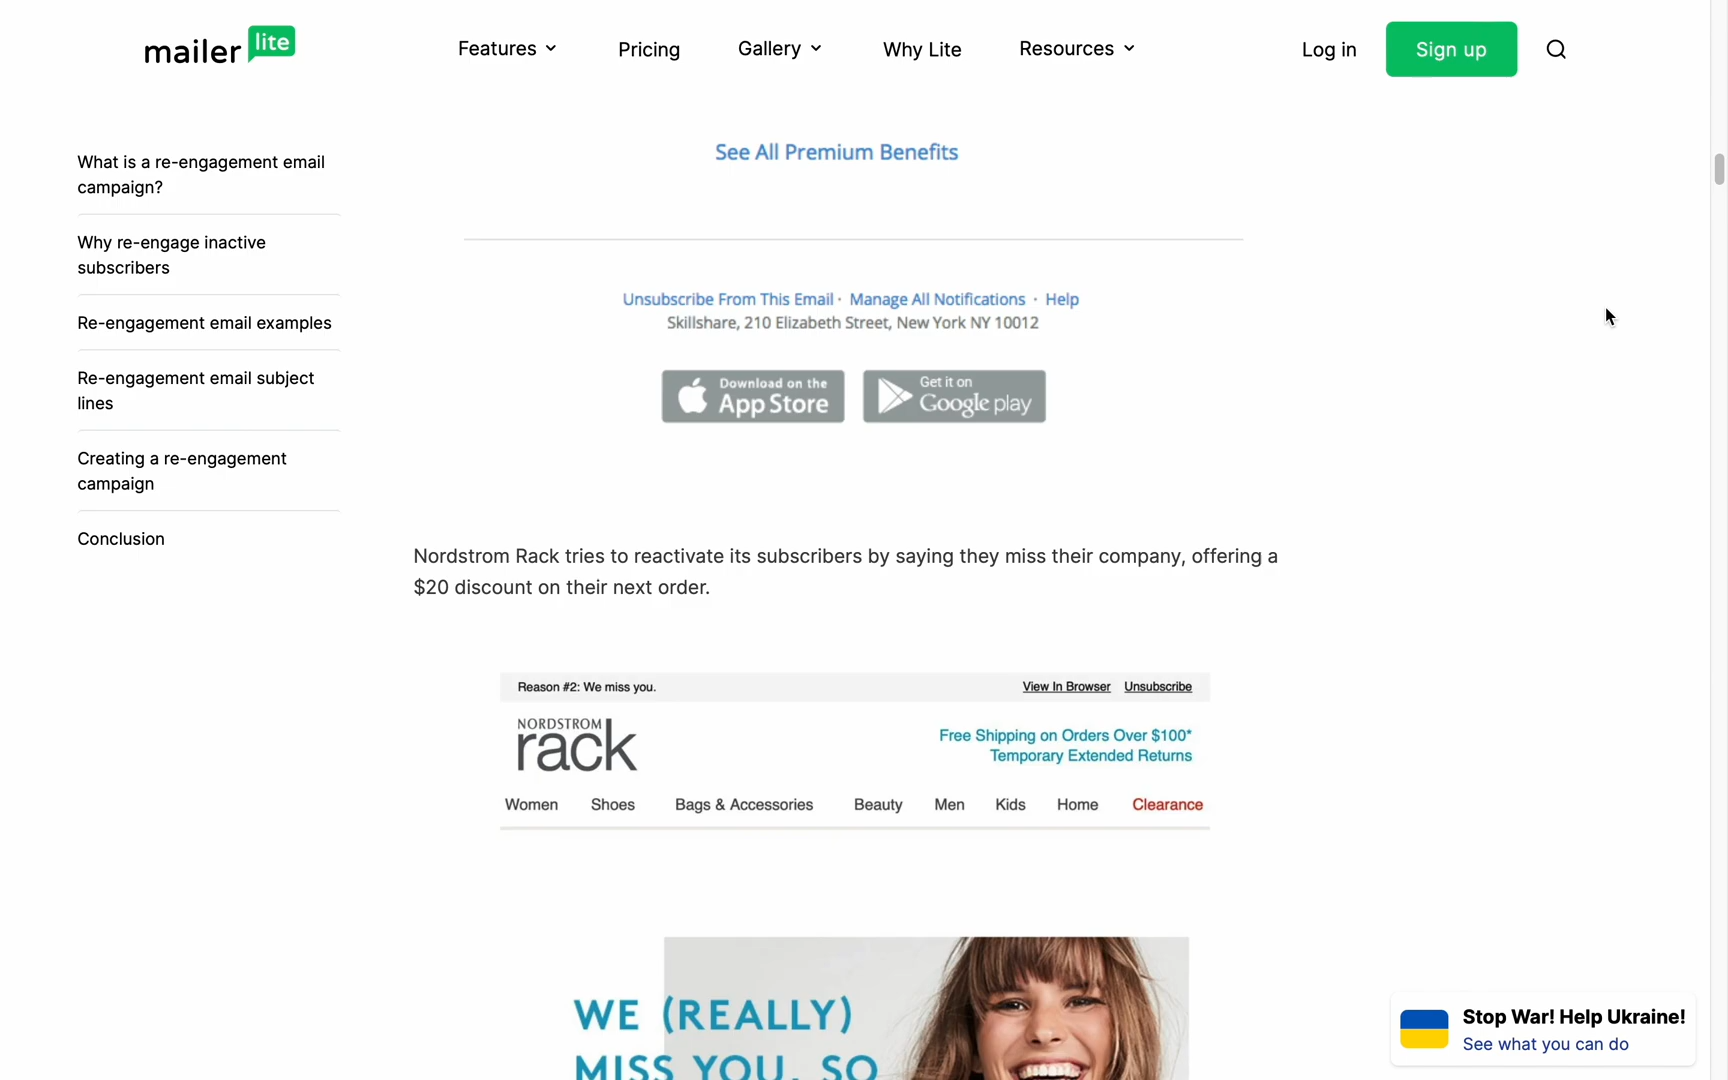 mailer lite
Features
Pricing
Gallery
Why Lite
Resources
Log in
Sign up
What is a re-engagement email
campaign?
Why re-engage inactive
subscribers
Re-engagement email examples
Re-engagement email subject
lines
Creating a re-engagement
campaign
Conclusion
See All Premium Benefits
Unsubscribe From This Email · Manage All Notifications · Help
Skillshare, 210 Elizabeth Street, New York NY 10012
Download on the
App Store
Get it on
Google play
Nordstrom Rack tries to reactivate its subscribers by saying they miss their company, offering a
$20 discount on their next order.
Reason #2: We miss you.
View In Browser Unsubscribe
NORDSTROM
rack
Free Shipping on Orders Over $100*
Temporary Extended Returns
Women Shoes Bags & Accessories Beauty Men Kids Home Clearance
WE (REALLY)
MISS YOU, SO
Stop War! Help Ukraine!
See what you can do